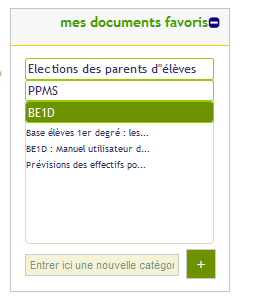 mes documents favoris
Elections des parents d"élèves
PPMS
BE1D
Base élèves 1er degré : les...
BE1D : Manuel utilisateur d...
Prévisions des effectifs po...
Entrer ici une nouvelle catégor
+